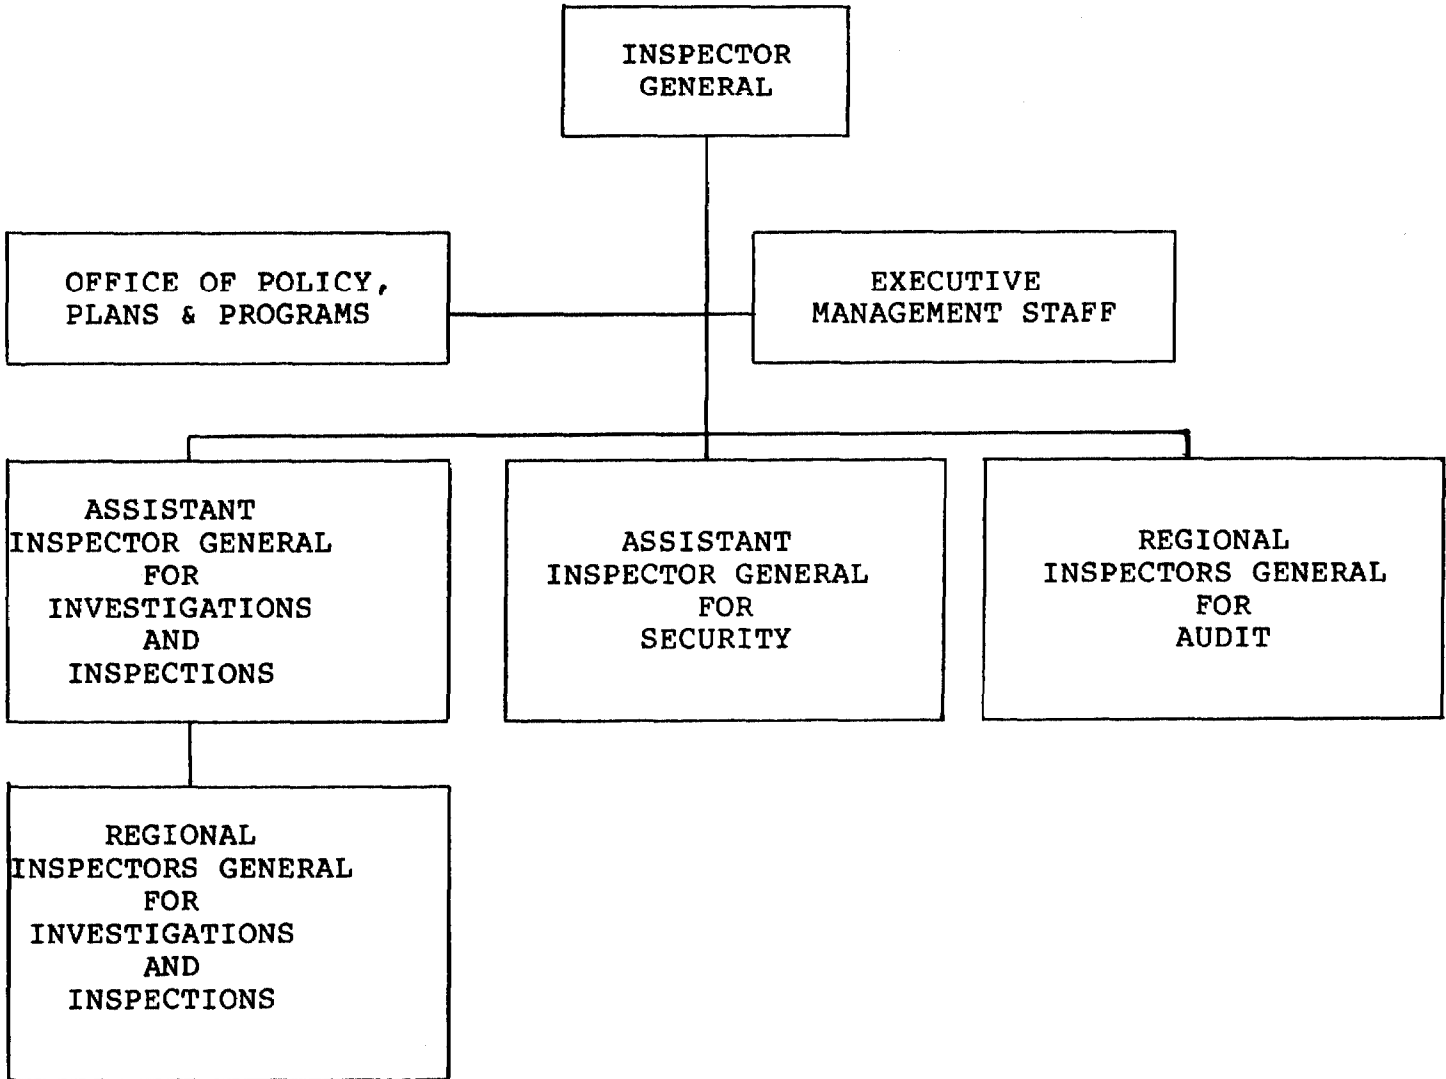 INSPECTOR
GENERAL
OFFICE OF POLICY,
PLANS & PROGRAMS
EXECUTIVE
MANAGEMENT STAFF
ASSISTANT
INSPECTOR GENERAL
FOR
INVESTIGATIONS
AND
INSPECTIONS
ASSISTANT
INSPECTOR GENERAL
FOR
SECURITY
REGIONAL
INSPECTORS GENERAL
FOR
AUDIT
REGIONAL
INSPECTORS GENERAL
FOR
INVESTIGATIONS
AND
INSPECTIONS